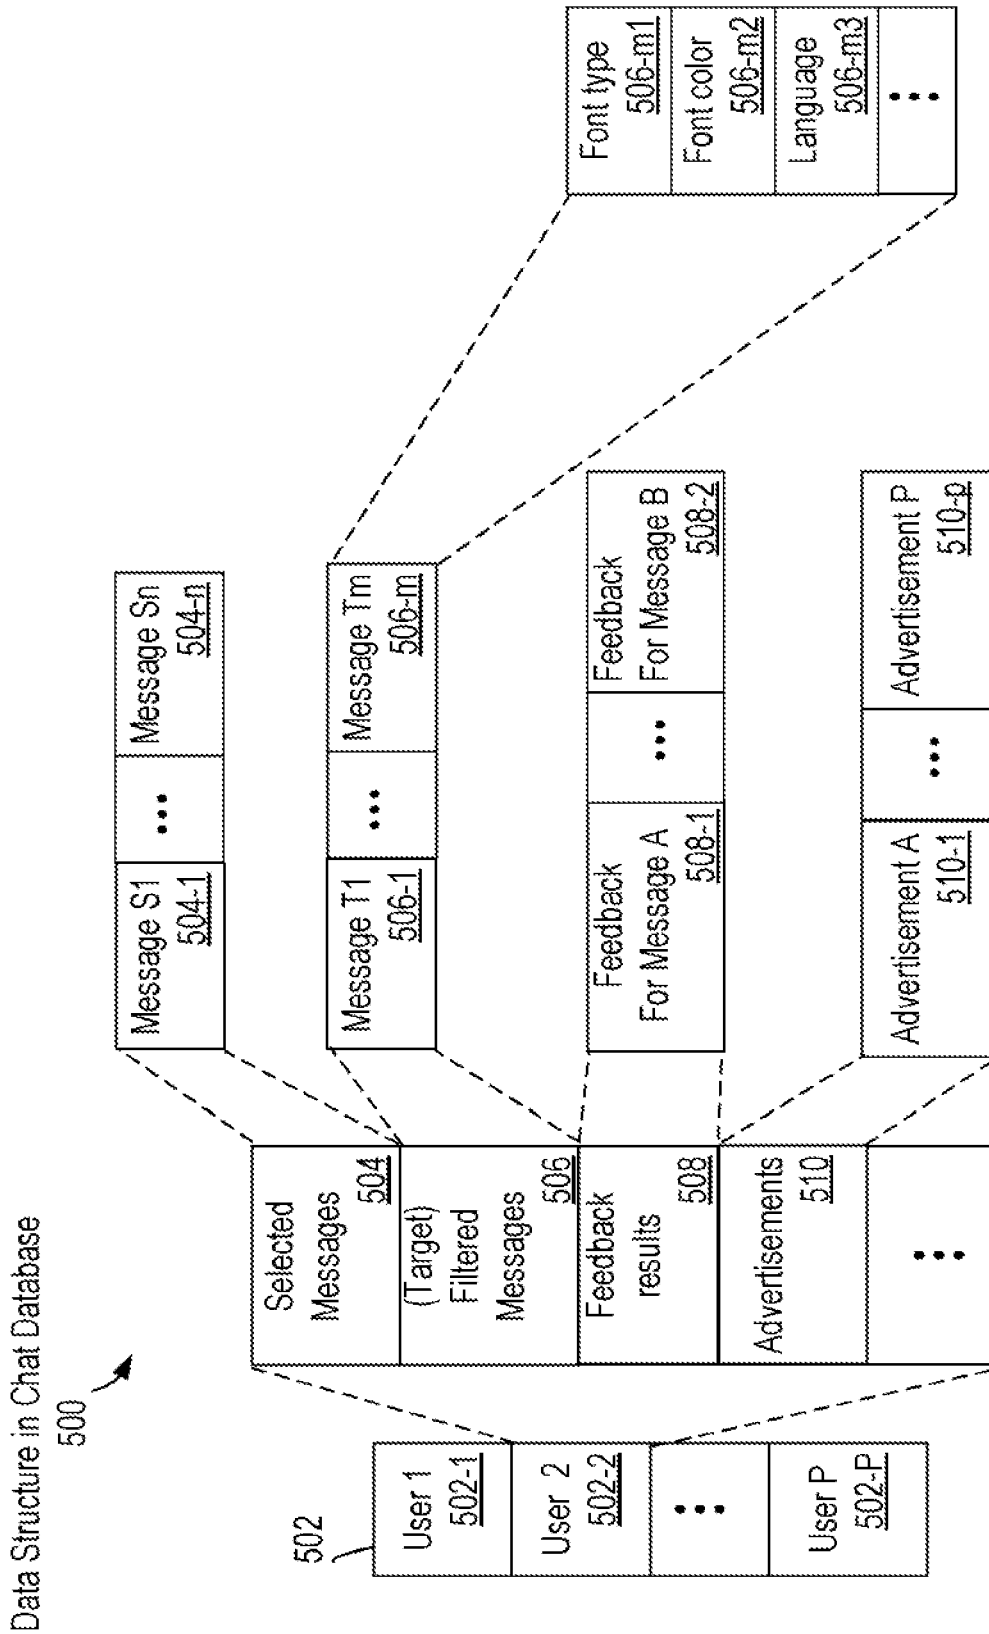 Data Structure in Chat Database
500
502
User 1
502-1
User 2
502-2
•••
User P
502-P
Selected
Messages
504
(Target)
Filtered
Messages
506
Feedback
results
508
Advertisements
510
•••
Message S1
504-1
•••
Message Sn
504-n
Message T1
506-1
•••
Message Tm
506-m
Feedback
For Message A
508-1
•••
Feedback
For Message B
508-2
Advertisement A
510-1
•••
Advertisement P
510-p
Font type
506-m1
Font color
506-m2
Language
506-m3
•••